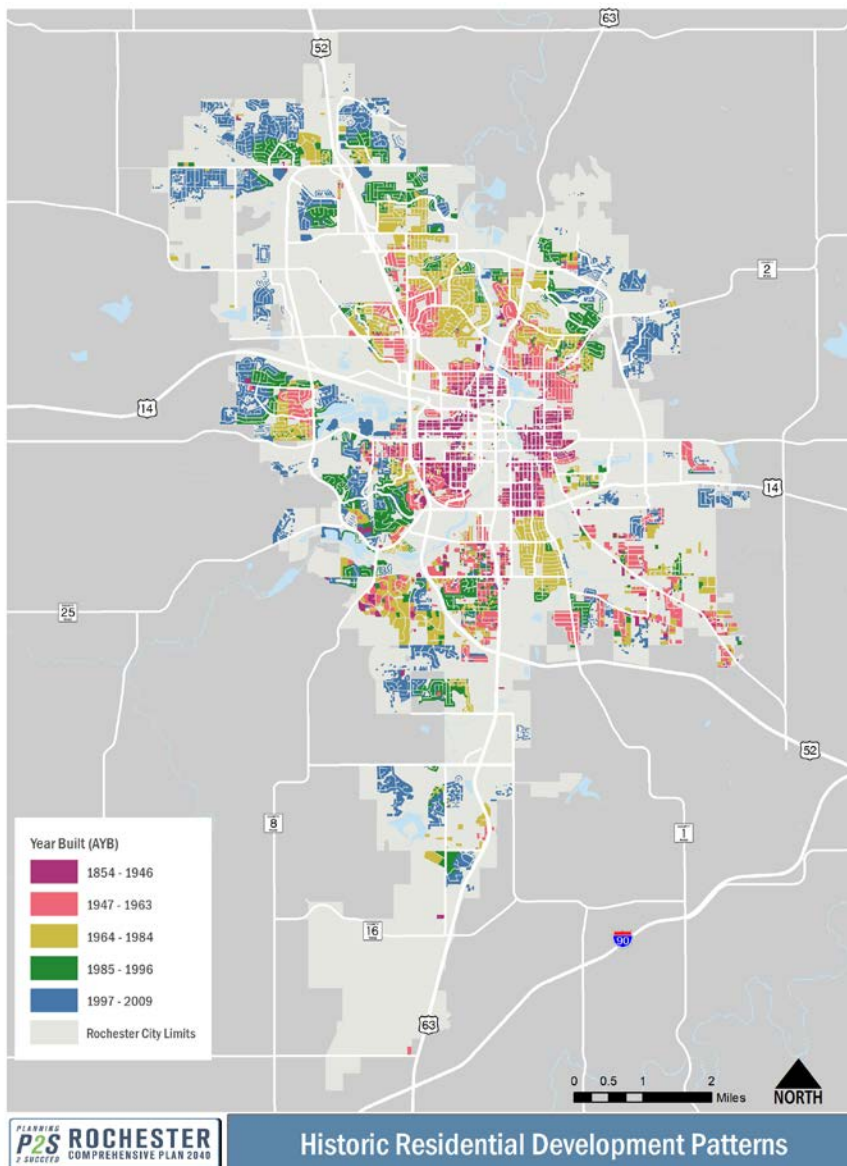 63
52
COUNTY
2
ROAD
14
14
25
52
8
1
16
90
63
Year Built (AYB)
1854 - 1946
1947 - 1963
1964 - 1984
1985 - 1996
1997 - 2009
Rochester City Limits
0 0.5 1 2
Miles
NORTH
PLANNING
P2S
2 SUCCEED
ROCHESTER
COMPREHENSIVE PLAN 2040
Historic Residential Development Patterns